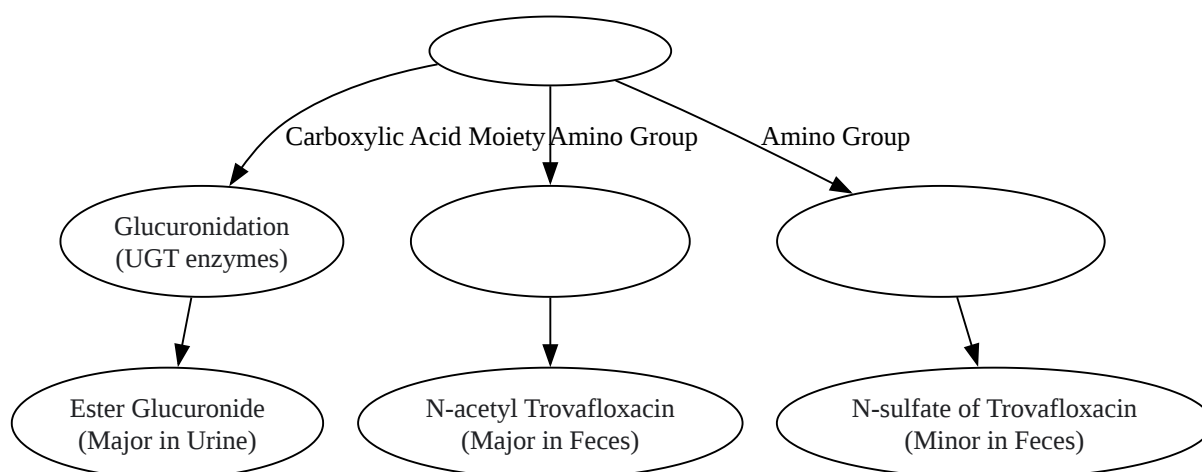 Carboxylic Acid Moiety
Amino Group
Amino Group
Glucuronidation
(UGT enzymes)
Ester Glucuronide
(Major in Urine)
N-acetyl Trovafloxacin
(Major in Feces)
N-sulfate of Trovafloxacin
(Minor in Feces)